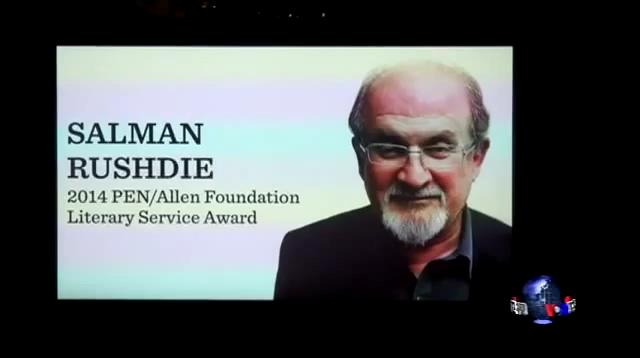 SALMAN
RUSHDIE
2014 PEN/Allen Foundation
Literary Service Award